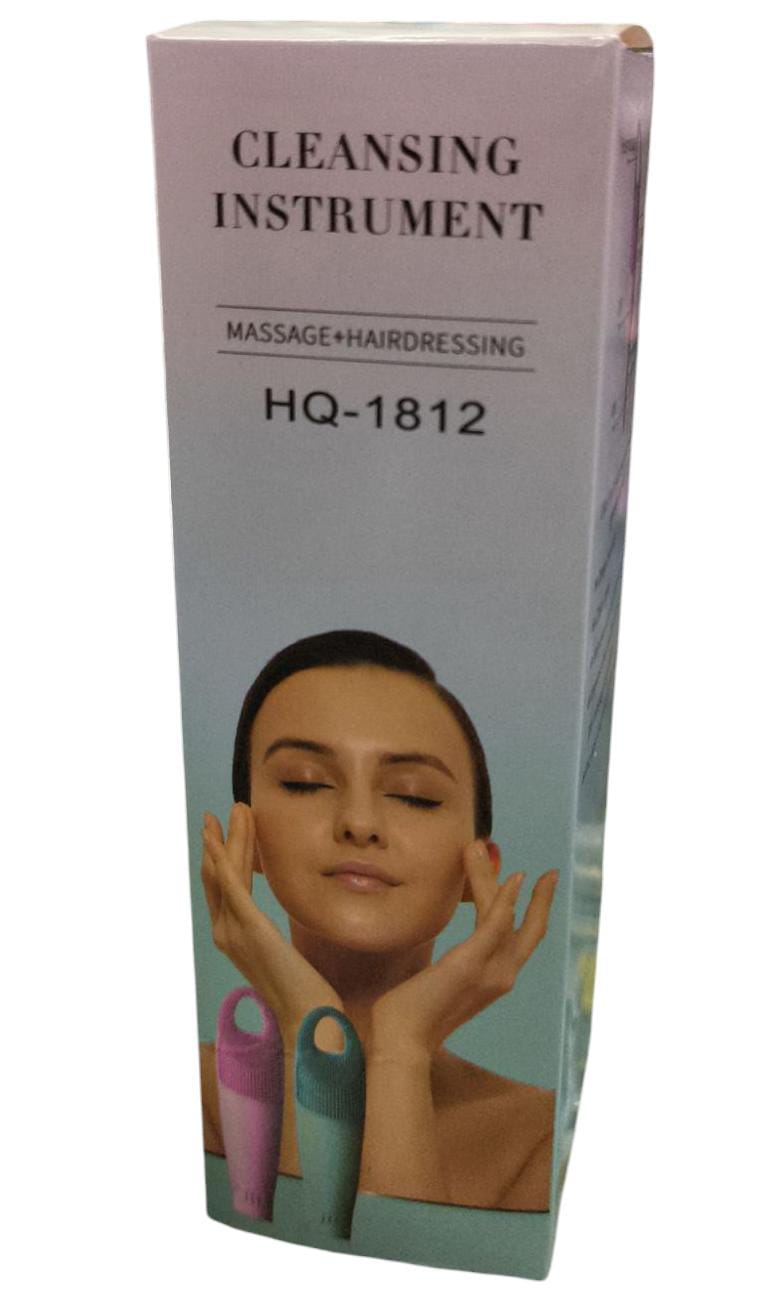 CLEANSING
INSTRUMENT
MASSAGE+HAIRDRESSING
HQ-1812